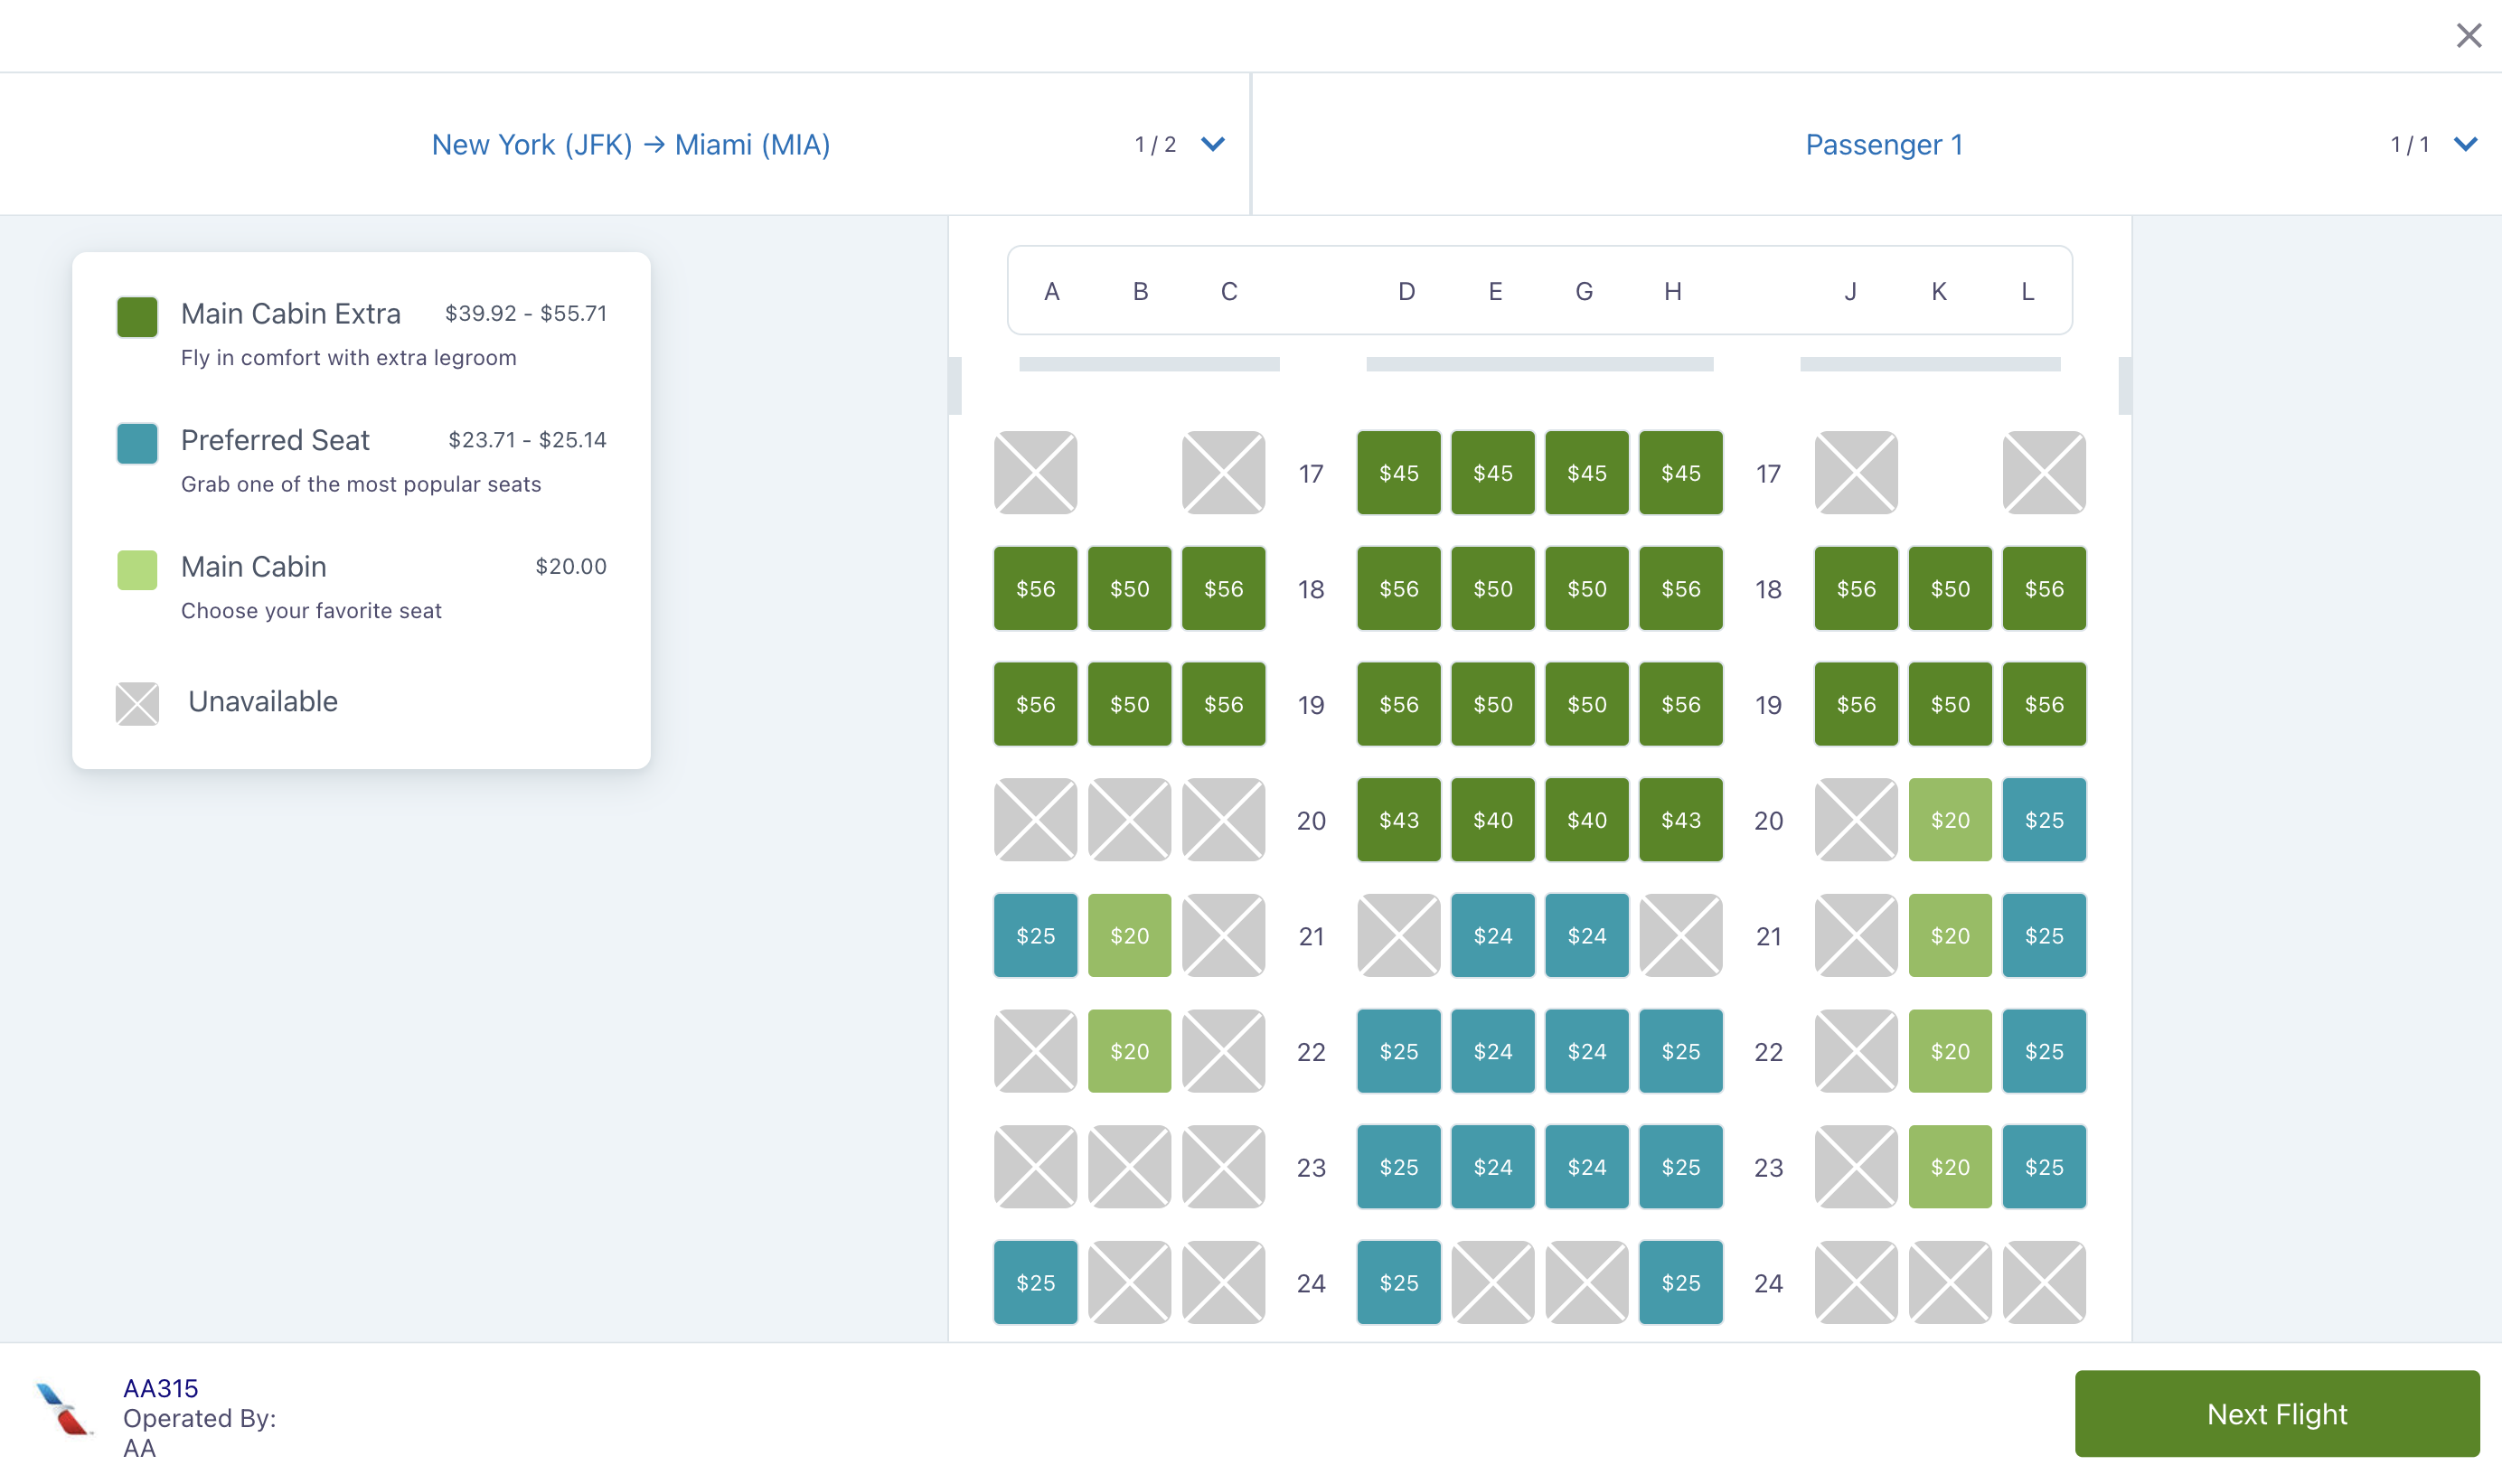 New York (JFK) → Miami (MIA) 1 / 2 Passenger 1 1 / 1
Main Cabin Extra $39.92 - $55.71
Fly in comfort with extra legroom
Preferred Seat $23.71 - $25.14
Grab one of the most popular seats
Main Cabin $20.00
Choose your favorite seat
Unavailable
A B C D E G H J K L
17 $45 $45 $45 $45 17
$56 $50 $56 18 $56 $50 $50 $56 18 $56 $50 $56
$56 $50 $56 19 $56 $50 $50 $56 19 $56 $50 $56
20 $43 $40 $40 $43 20 $20 $25
$25 $20 21 $24 $24 21 $20 $25
$20 22 $25 $24 $24 $25 22 $20 $25
23 $25 $24 $24 $25 23 $20 $25
$25 24 $25 $25 24
AA315
Operated By:
AA
Next Flight